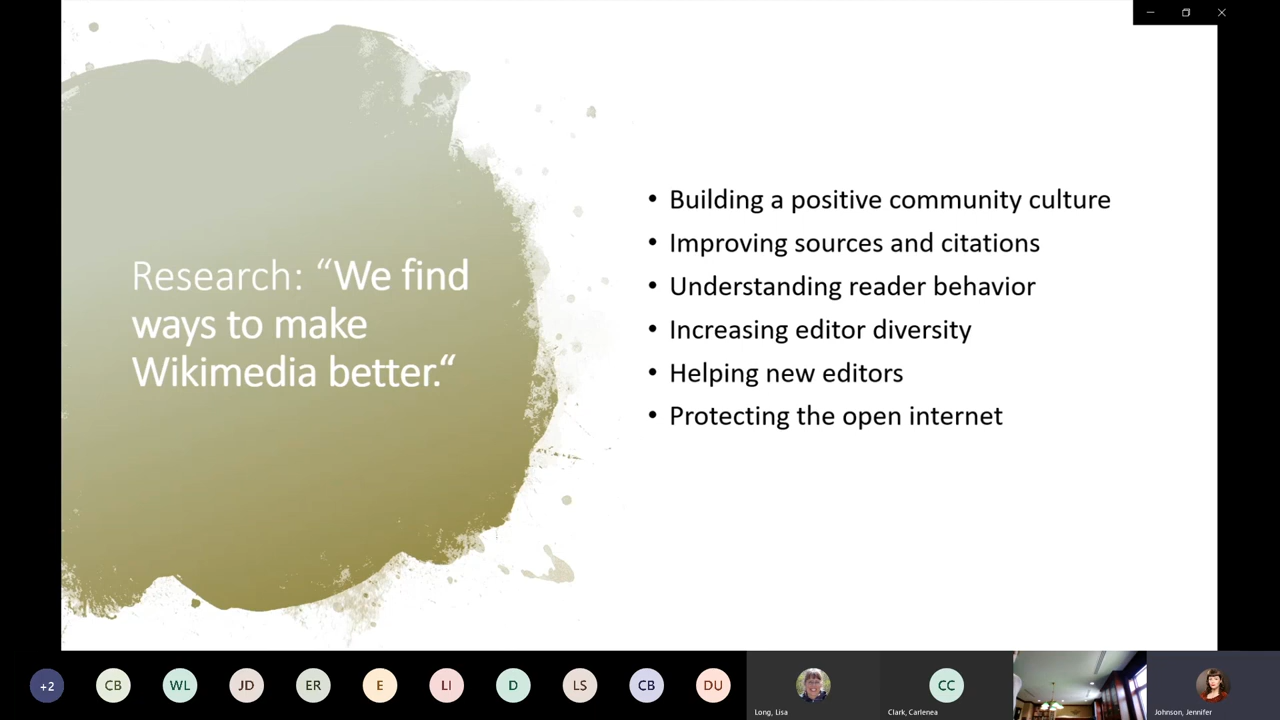 Research: “We find
ways to make
Wikimedia better.“
• Building a positive community culture
• Improving sources and citations
• Understanding reader behavior
• Increasing editor diversity
• Helping new editors
• Protecting the open internet
+2
CB
WL
JD
ER
E
LI
D
LS
CB
DU
Long, Lisa
CC
Clark, Carlenea
Johnson, Jennifer